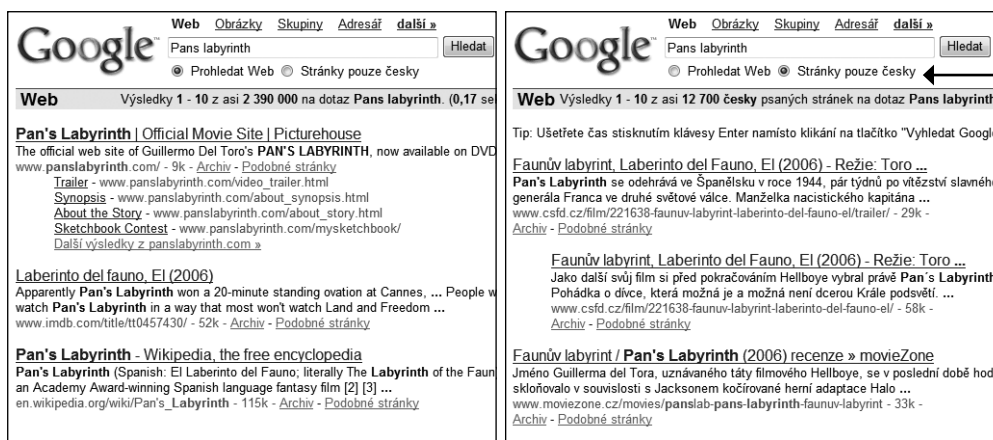 Web Obrázky Skupiny Adresář další »
Google™
Pans labyrinth Hledat
Prohledat Web Stránky pouze česky
Web Výsledky 1 - 10 z asi 2 390 000 na dotaz Pans labyrinth. (0,17 se
Pan's Labyrinth | Official Movie Site | Picturehouse
The official web site of Guillermo Del Toro's PAN'S LABYRINTH, now available on DVD
www.panslabyrinth.com/ - 9k - Archiv - Podobné stránky
Trailer - www.panslabyrinth.com/video_trailer.html
Synopsis - www.panslabyrinth.com/about_synopsis.html
About the Story - www.panslabyrinth.com/about_story.html
Sketchbook Contest - www.panslabyrinth.com/mysketchbook/
Další výsledky z panslabyrinth.com »
Laberinto del fauno, El (2006)
Apparently Pan's Labyrinth won a 20-minute standing ovation at Cannes, ... People w
watch Pan's Labyrinth in a way that most won't watch Land and Freedom ...
www.imdb.com/title/tt0457430/ - 52k - Archiv - Podobné stránky
Pan's Labyrinth - Wikipedia, the free encyclopedia
Pan's Labyrinth (Spanish: El Laberinto del Fauno; literally The Labyrinth of the Faun
an Academy Award-winning Spanish language fantasy film [2] [3] ...
en.wikipedia.org/wiki/Pan's_Labyrinth - 115k - Archiv - Podobné stránky
Web Obrázky Skupiny Adresář další »
Google™
Pans labyrinth Hledat
Prohledat Web Stránky pouze česky
Web Výsledky 1 - 10 z asi 12 700 česky psaných stránek na dotaz Pans labyrinth
Tip: Ušetřete čas stisknutím klávesy Enter namísto klikání na tlačítko "Vyhledat Googl
Faunův labyrint, Laberinto del Fauno, El (2006) - Režie: Toro ...
Pan's Labyrinth se odehrává ve Španělsku v roce 1944, pár týdnů po vítězství slavného
generála Franca ve druhé světové válce. Manželka nacistického kapitána ...
www.csfd.cz/film/221638-faunuv-labyrint-laberinto-del-fauno-el/trailer/ - 29k -
Archiv - Podobné stránky
Faunův labyrint, Laberinto del Fauno, El (2006) - Režie: Toro ...
Jako další svůj film si před pokračováním Hellboye vybral právě Pan´s Labyrinth
Pohádka o dívce, která možná je a možná není dcerou Krále podsvětí. ...
www.csfd.cz/film/221638-faunuv-labyrint-laberinto-del-fauno-el/ - 58k -
Archiv - Podobné stránky
Faunův labyrint / Pan's Labyrinth (2006) recenze » movieZone
Jméno Guillerma del Tora, uznávaného táty filmového Hellboye, se v poslední době hod
skloňovalo v souvislosti s Jacksonem kočírované herní adaptace Halo ...
www.moviezone.cz/movies/panslab-pans-labyrinth-faunuv-labyrint - 33k -
Archiv - Podobné stránky